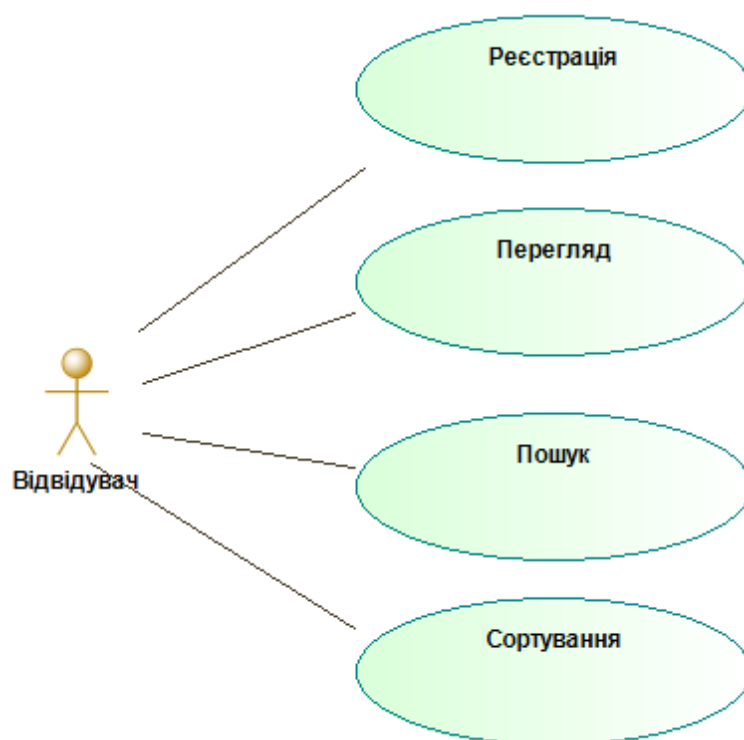 Реєстрація
Перегляд
Відвідувач
Пошук
Сортування